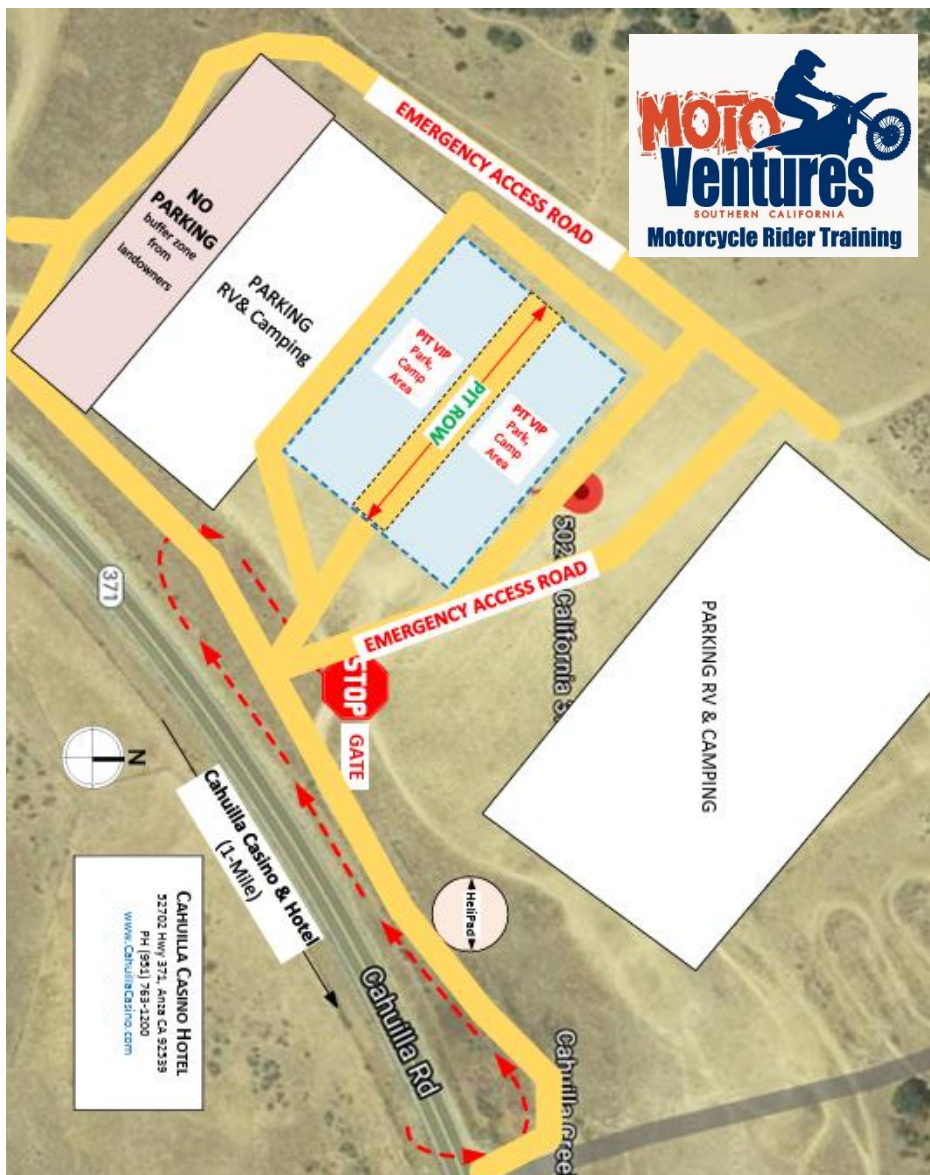 MOTO
Ventures
SOUTHERN CALIFORNIA
Motorcycle Rider Training
EMERGENCY ACCESS ROAD
NO
PARKING
buffer zone
from
landowners
PARKING
RV& Camping
PIT VIP
Park,
Camp
Area
PIT ROW
PIT VIP
Park,
Camp
Area
EMERGENCY ACCESS ROAD
502
California 3
PARKING RV & CAMPING
STOP
GATE
371
N
Cahuilla Casino & Hotel
(1-Mile)
HeliPad
Cahuilla Rd
Cahuilla Cree
CAHUILLA CASINO HOTEL
52702 Hwy 371, Anza CA 92539
PH (951) 763-1200
www.CahuillaCasino.com